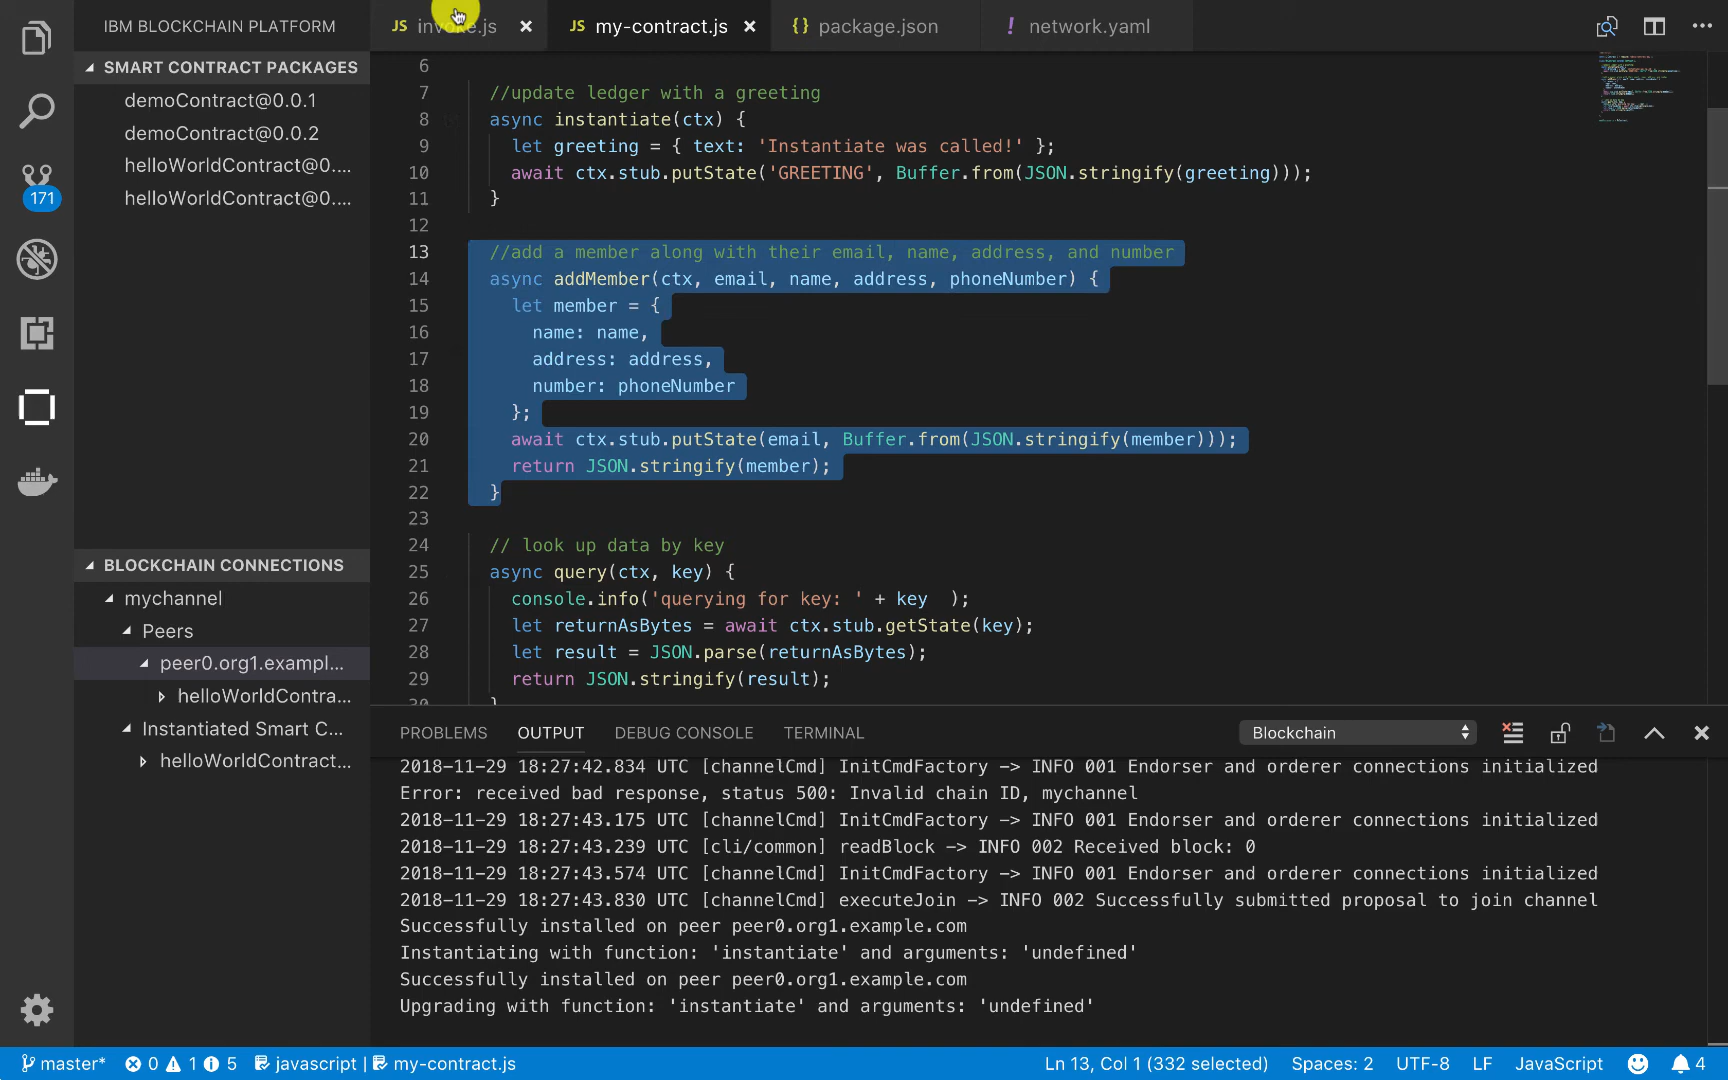 IBM BLOCKCHAIN PLATFORM
SMART CONTRACT PACKAGES
demoContract@0.0.1
demoContract@0.0.2
helloWorldContract@0....
helloWorldContract@0....
171
BLOCKCHAIN CONNECTIONS
mychannel
Peers
peer0.org1.exampl...
helloWorldContra...
Instantiated Smart C...
helloWorldContract...
JS invoke.js
JS my-contract.js
{} package.json
! network.yaml
6
7 //update ledger with a greeting
8 async instantiate(ctx) {
9 let greeting = { text: 'Instantiate was called!' };
10 await ctx.stub.putState('GREETING', Buffer.from(JSON.stringify(greeting)));
11 }
12
13 //add a member along with their email, name, address, and number
14 async addMember(ctx, email, name, address, phoneNumber) {
15 let member = {
16 name: name,
17 address: address,
18 number: phoneNumber
19 };
20 await ctx.stub.putState(email, Buffer.from(JSON.stringify(member)));
21 return JSON.stringify(member);
22 }
23
24 // look up data by key
25 async query(ctx, key) {
26 console.info('querying for key: ' + key  );
27 let returnAsBytes = await ctx.stub.getState(key);
28 let result = JSON.parse(returnAsBytes);
29 return JSON.stringify(result);
30 }
PROBLEMS OUTPUT DEBUG CONSOLE TERMINAL Blockchain
2018-11-29 18:27:42.834 UTC [channelCmd] InitCmdFactory -> INFO 001 Endorser and orderer connections initialized
Error: received bad response, status 500: Invalid chain ID, mychannel
2018-11-29 18:27:43.175 UTC [channelCmd] InitCmdFactory -> INFO 001 Endorser and orderer connections initialized
2018-11-29 18:27:43.239 UTC [cli/common] readBlock -> INFO 002 Received block: 0
2018-11-29 18:27:43.574 UTC [channelCmd] InitCmdFactory -> INFO 001 Endorser and orderer connections initialized
2018-11-29 18:27:43.830 UTC [channelCmd] executeJoin -> INFO 002 Successfully submitted proposal to join channel
Successfully installed on peer peer0.org1.example.com
Instantiating with function: 'instantiate' and arguments: 'undefined'
Successfully installed on peer peer0.org1.example.com
Upgrading with function: 'instantiate' and arguments: 'undefined'
master* 0 1 5 javascript | my-contract.js Ln 13, Col 1 (332 selected) Spaces: 2 UTF-8 LF JavaScript 4